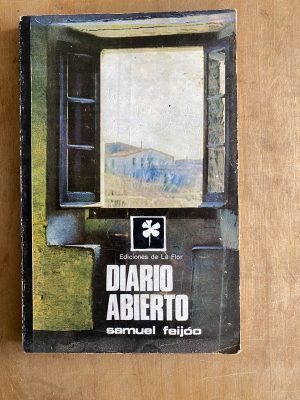 Ediciones de La Flor
DIARIO
ABIERTO
samuel feijóo